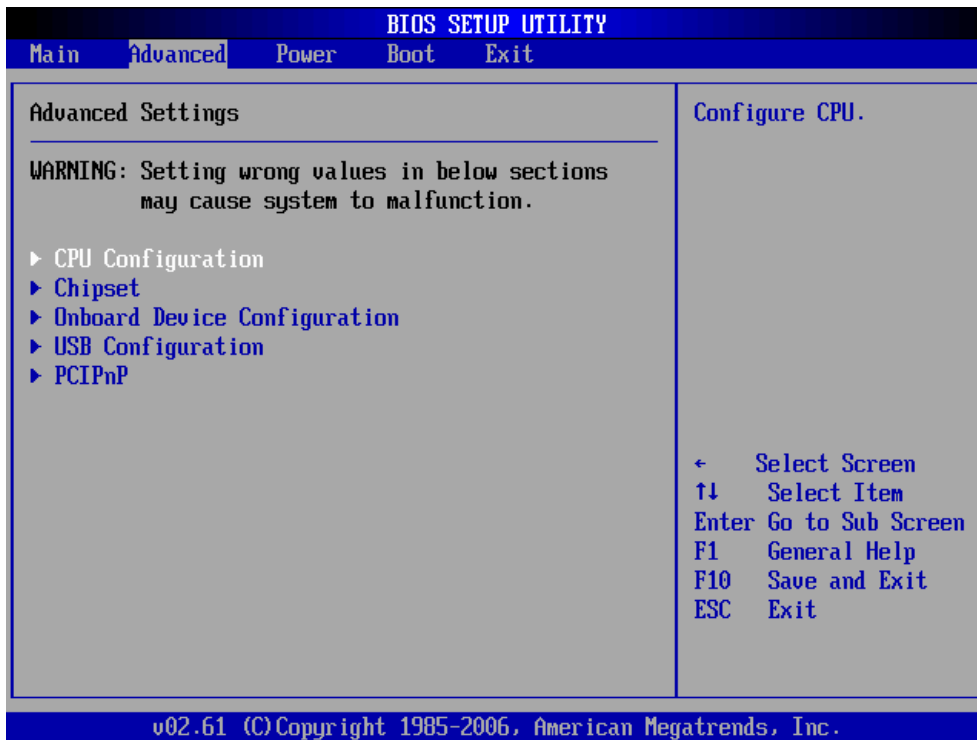 BIOS SETUP UTILITY
Main Advanced Power Boot Exit
Advanced Settings
WARNING: Setting wrong values in below sections
may cause system to malfunction.
▶ CPU Configuration
▶ Chipset
▶ Onboard Device Configuration
▶ USB Configuration
▶ PCIPnP
Configure CPU.
← Select Screen
↑↓ Select Item
Enter Go to Sub Screen
F1 General Help
F10 Save and Exit
ESC Exit
v02.61 (C)Copyright 1985-2006, American Megatrends, Inc.